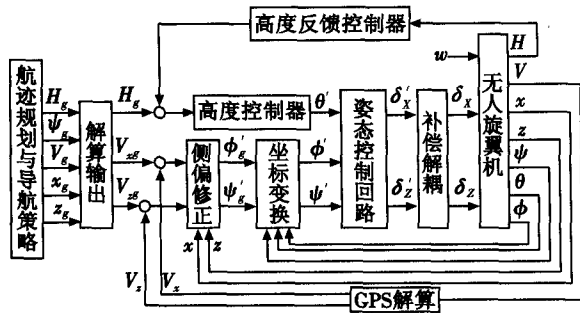 高度反馈控制器
H
w
V
H_g
H_g
x
航迹规划与导航策略
ψ_g
解算输出
高度控制器
θ′
姿态控制回路
δ_X′
补偿解耦
δ_X
无人旋翼机
z
V_g
V_xg
侧偏修正
ϕ_g′
坐标变换
ϕ′
ψ
x_g
V_zg
ψ_g′
ψ′
δ_Z′
δ_Z
θ
z_g
ϕ
x
z
V_z
V_x
GPS解算